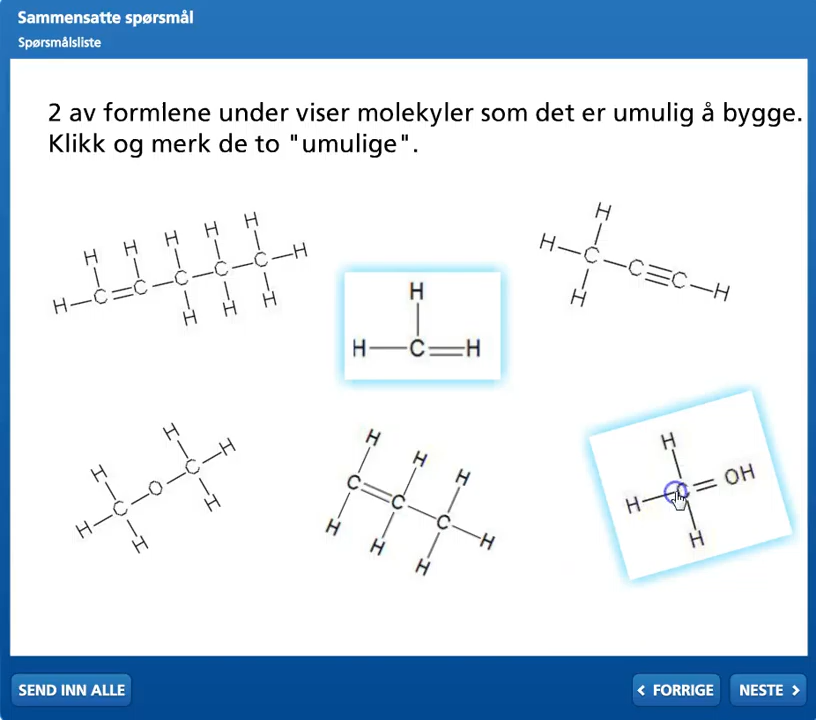 Sammensatte spørsmål
Spørsmålsliste
2 av formlene under viser molekyler som det er umulig å bygge.
Klikk og merk de to "umulige".
H H H H H
H C C C C C H
H H H
H
H C H
H
H C C C H
H
H H
H C O C H
H H
H H H
C C C H
H H H
H
H C OH
H
SEND INN ALLE
FORRIGE
NESTE